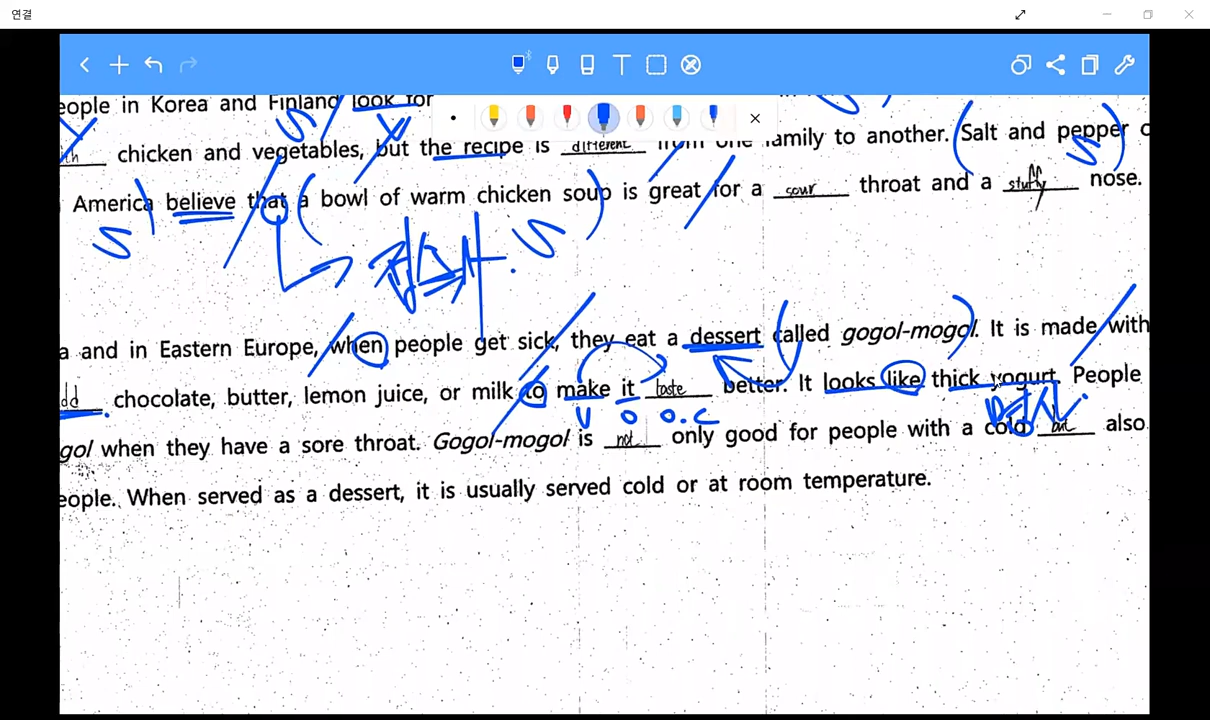 연결
eople in Korea and Finland look for
th chicken and vegetables, but the recipe is different from one family to another. (Salt and pepper
America believe that a bowl of warm chicken soup is great for a sour throat and a stuffy nose.
S S S S
접속사. S
a and in Eastern Europe, when people get sick, they eat a dessert called gogol-mogol. It is made with
dd chocolate, butter, lemon juice, or milk to make it taste better. It looks like thick yogurt. People
V O O.C
gol when they have a sore throat. Gogol-mogol is not only good for people with a cold but also
eople. When served as a dessert, it is usually served cold or at room temperature.